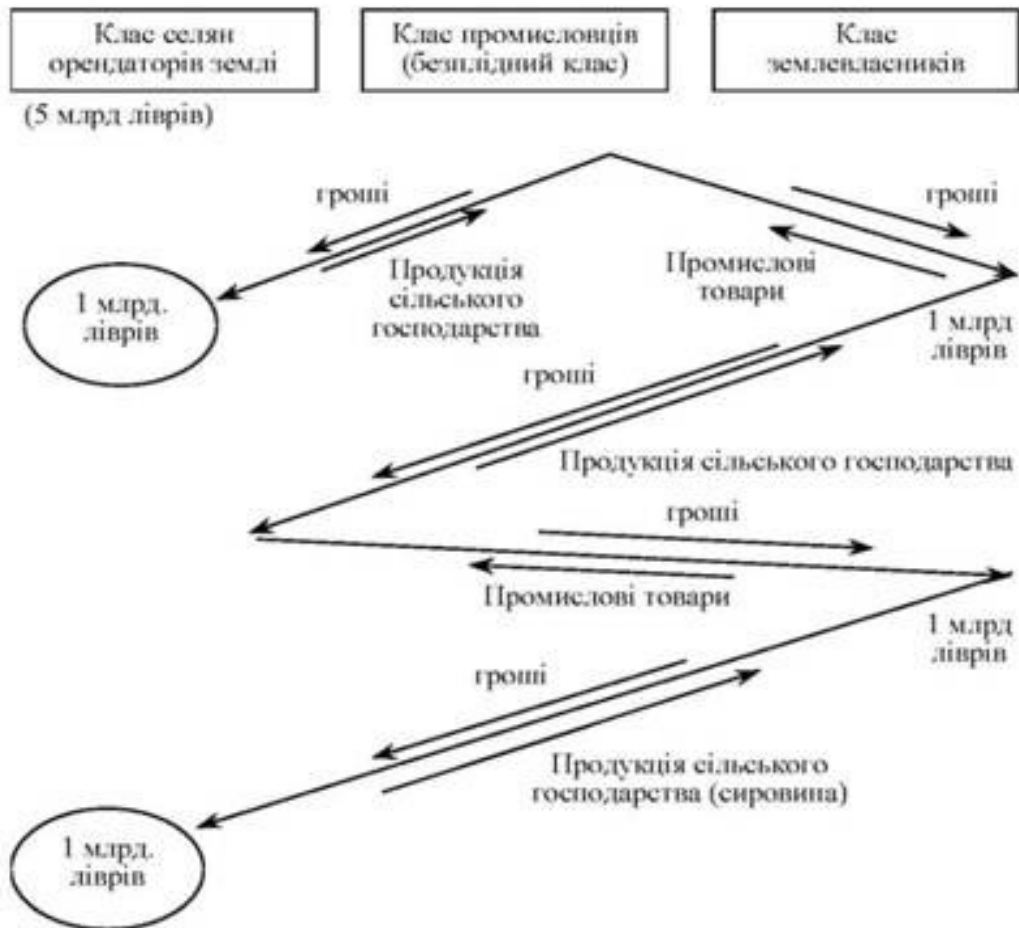 Клас селян
орендаторів землі
Клас промисловців
(безплідний клас)
Клас
землевласників
(5 млрд ліврів)
гроші
гроші
Продукція
сільського
господарства
Промислові
товари
1 млрд.
ліврів
1 млрд
ліврів
гроші
Продукція сільського господарства
гроші
Промислові товари
1 млрд
ліврів
гроші
Продукція сільського
господарства (сировина)
1 млрд.
ліврів